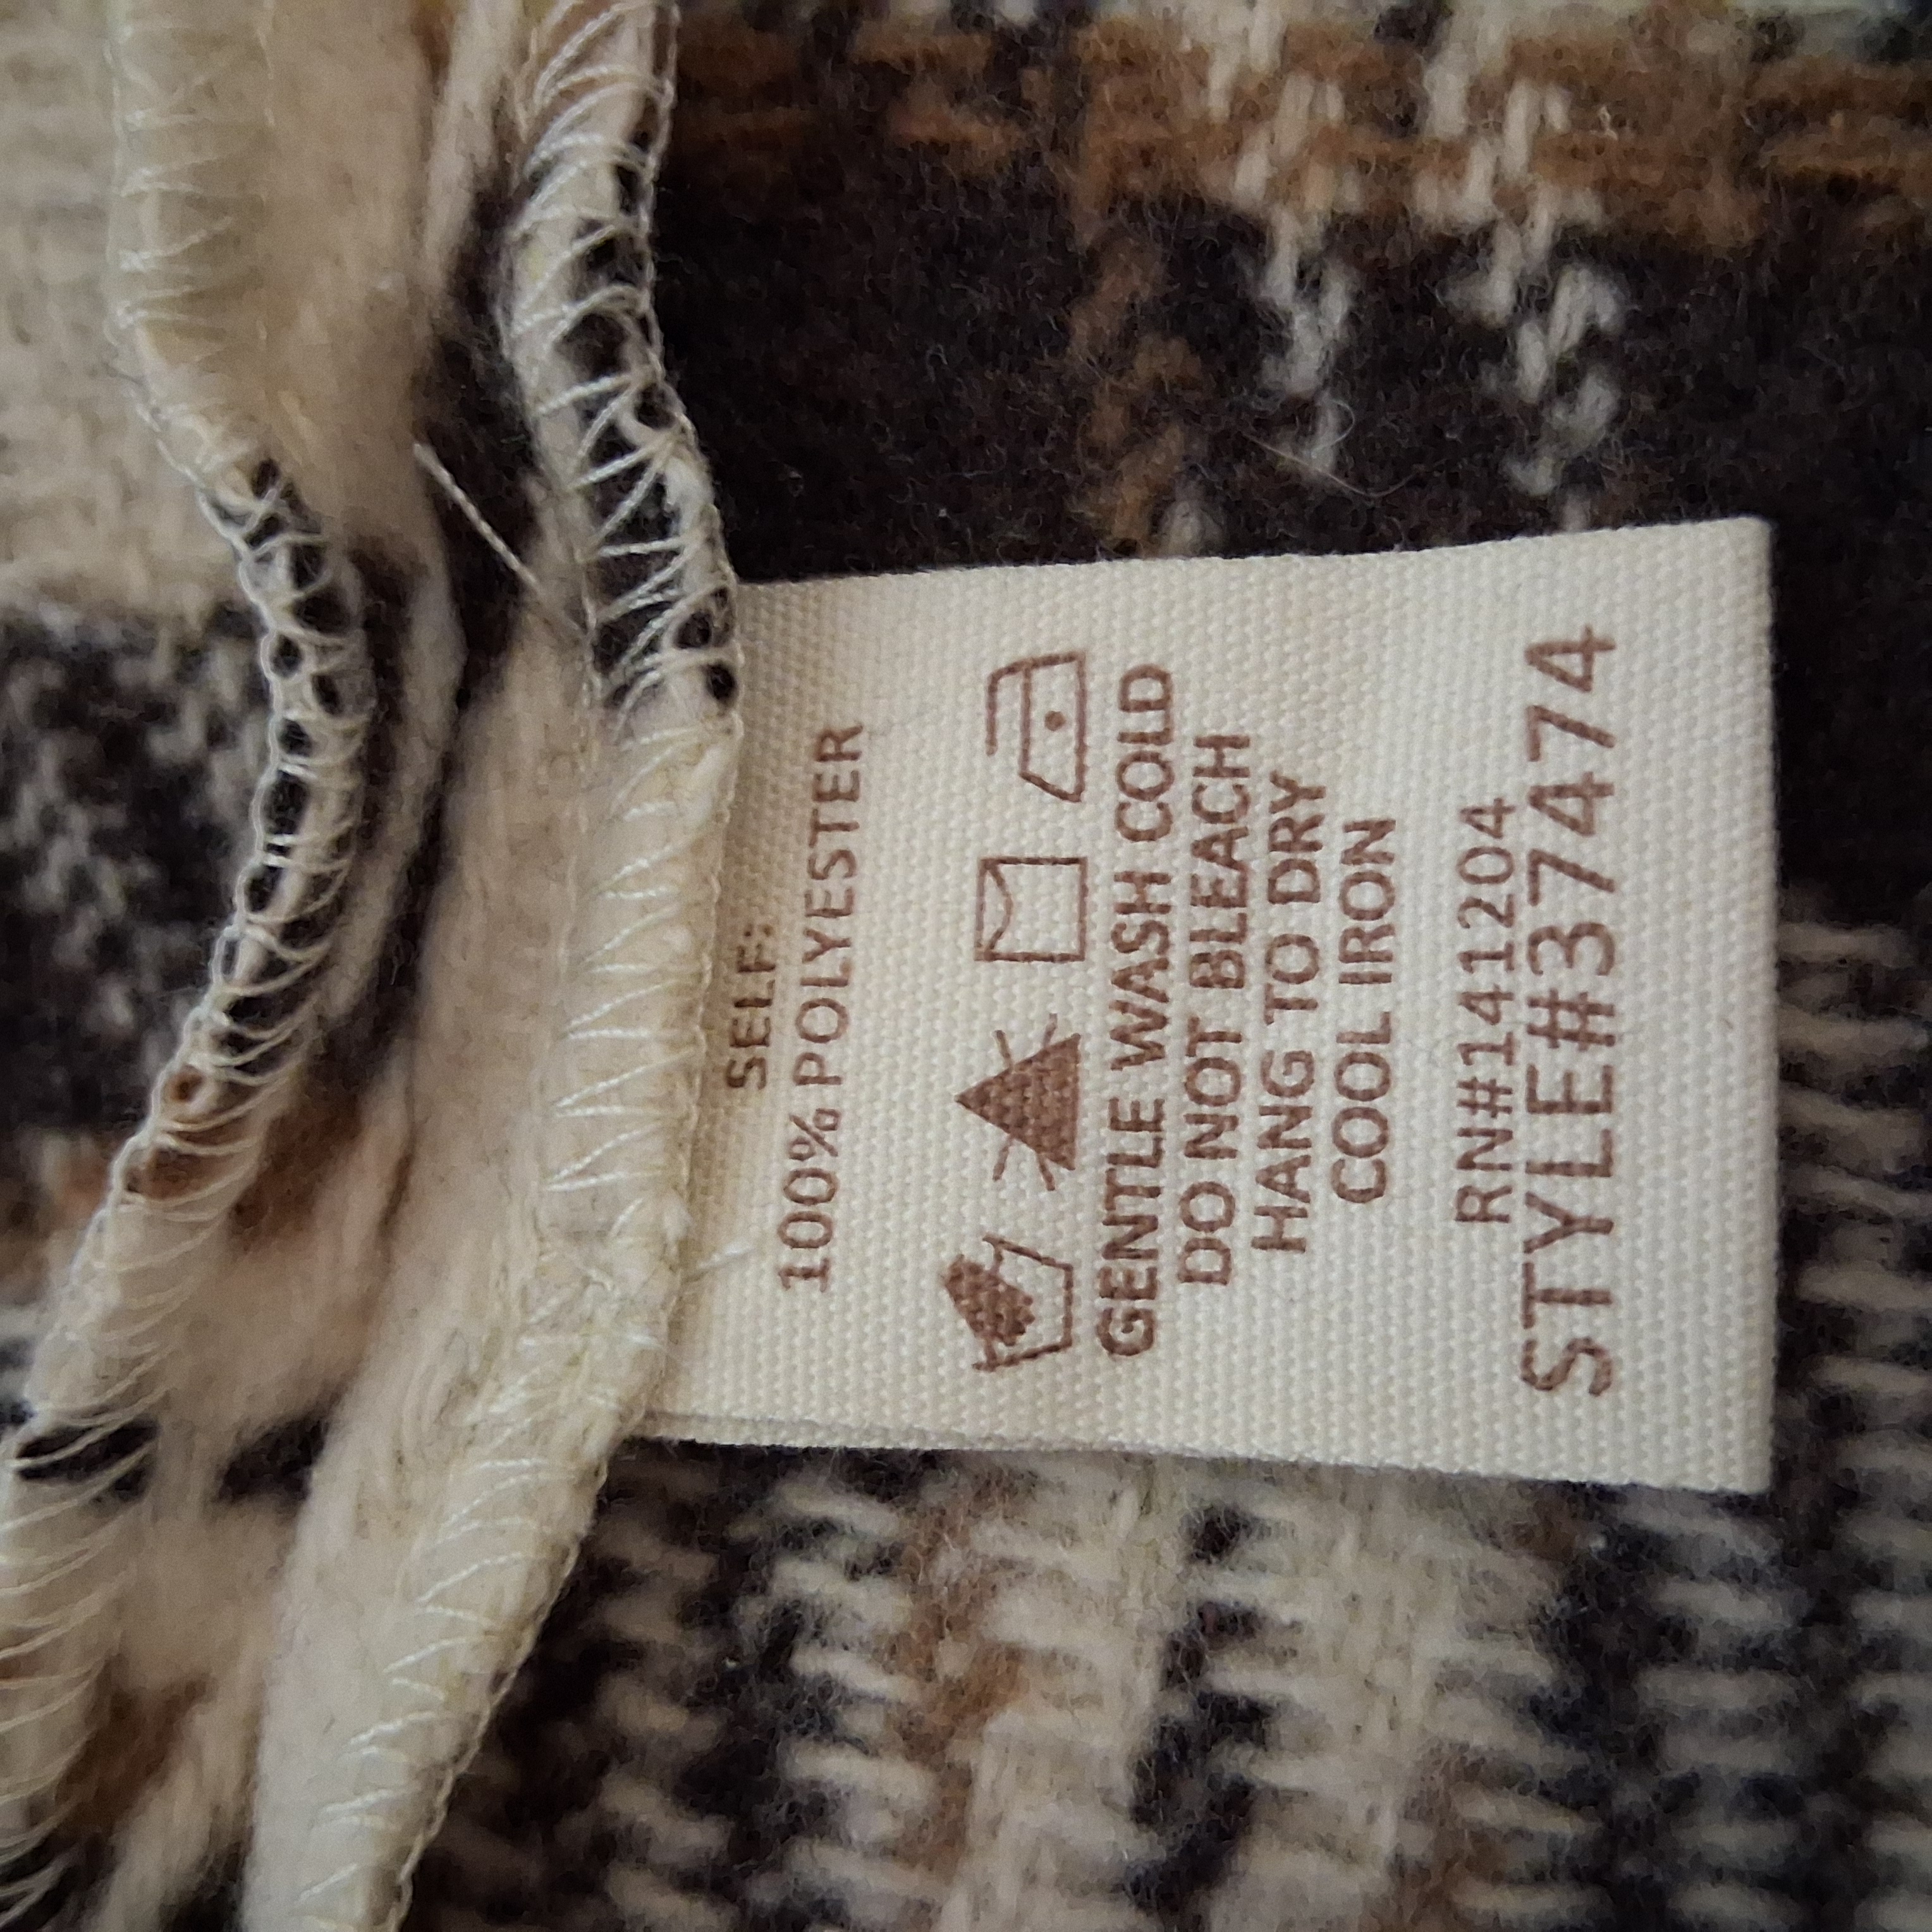 SELF:
100% POLYESTER
GENTLE WASH COLD
DO NOT BLEACH
HANG TO DRY
COOL IRON
RN#141204
STYLE#37474